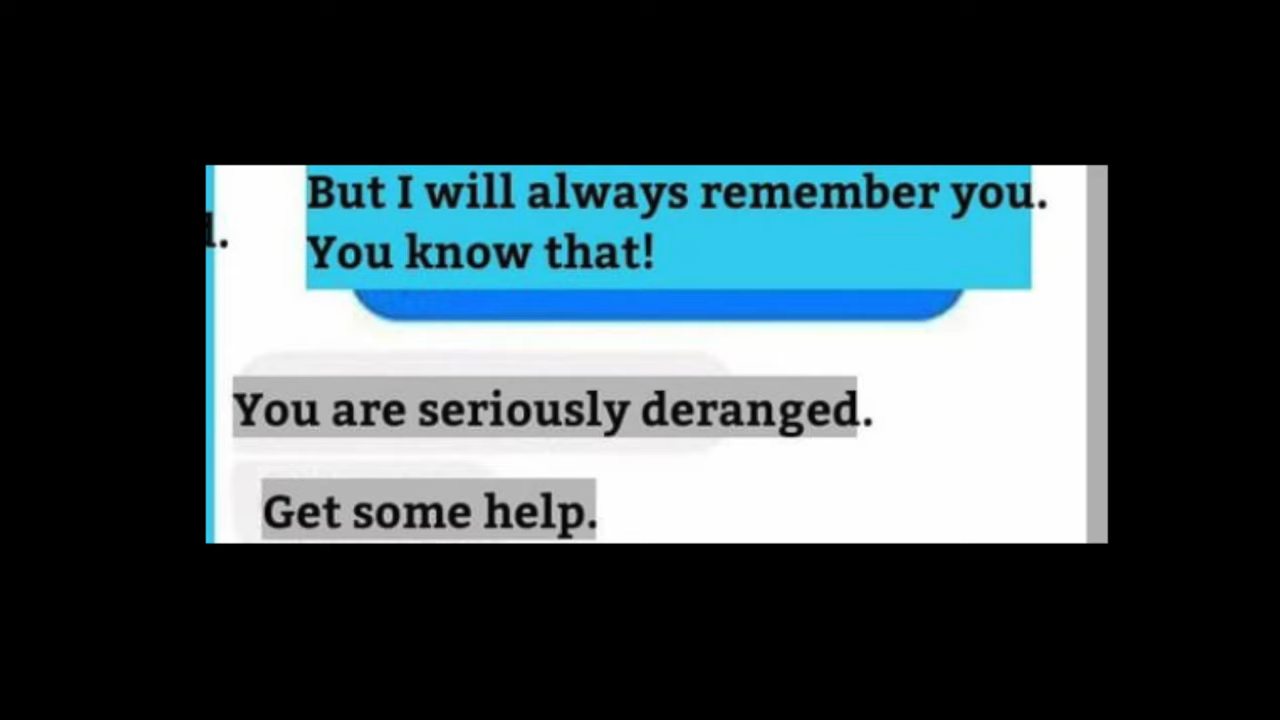 But I will always remember you.
You know that!
You are seriously deranged.
Get some help.